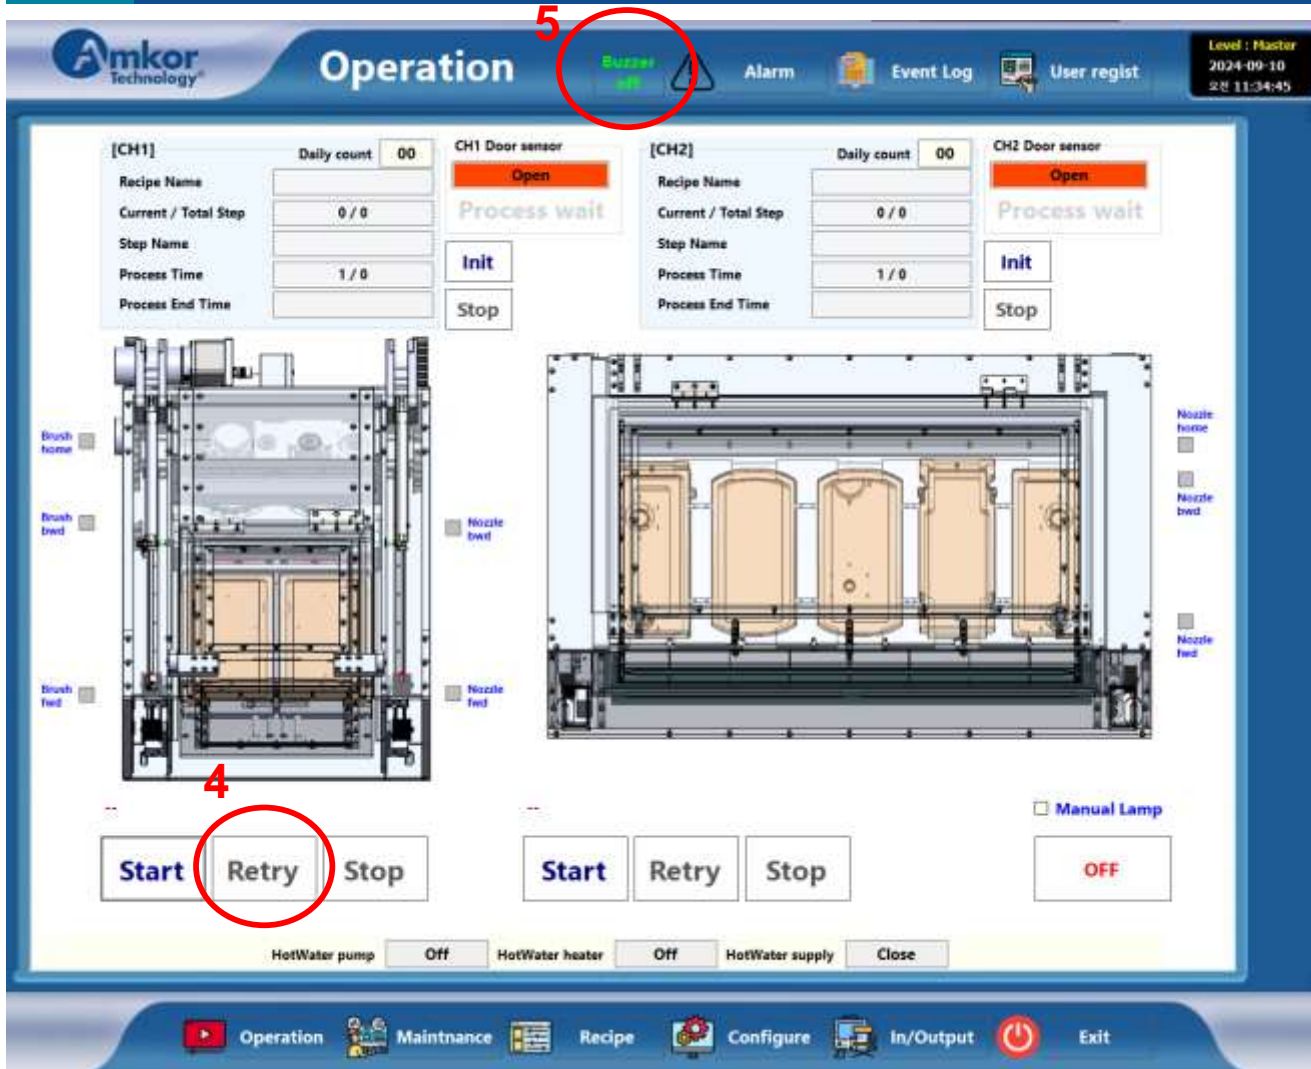 5
Amkor
Technology®
Operation
Buzzer
off
Alarm
Event Log
User regist
Level : Master
2024-09-10
오전 11:34:45
[CH1]
Daily count 00
CH1 Door sensor
Open
Process wait
Recipe Name
Current / Total Step 0 / 0
Step Name
Process Time 1 / 0
Process End Time
Init
Stop
[CH2]
Daily count 00
CH2 Door sensor
Open
Process wait
Recipe Name
Current / Total Step 0 / 0
Step Name
Process Time 1 / 0
Process End Time
Init
Stop
Brush
home
Brush
bwd
Brush
fwd
Nozzle
bwd
Nozzle
fwd
Nozzle
home
Nozzle
bwd
Nozzle
fwd
4
--
--
Manual Lamp
Start Retry Stop
Start Retry Stop
OFF
HotWater pump Off HotWater heater Off HotWater supply Close
Operation Maintnance Recipe Configure In/Output Exit